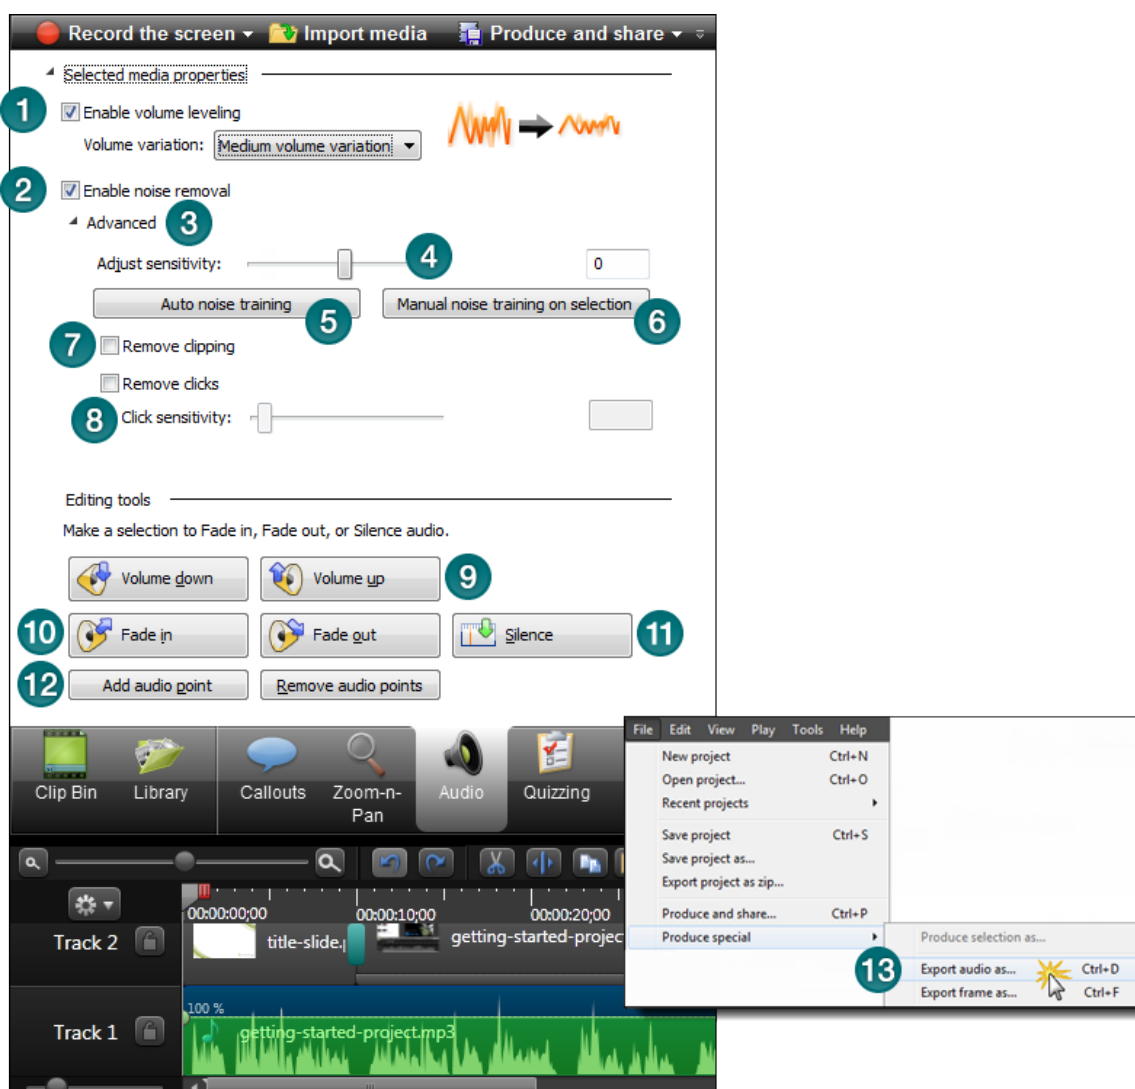 Record the screen Import media Produce and share
Selected media properties
1 Enable volume leveling
Volume variation: Medium volume variation
2 Enable noise removal
Advanced 3
Adjust sensitivity: 4 0
Auto noise training 5 Manual noise training on selection 6
7 Remove clipping
Remove clicks
8 Click sensitivity:
Editing tools
Make a selection to Fade in, Fade out, or Silence audio.
Volume down Volume up 9
10 Fade in Fade out Silence 11
12 Add audio point Remove audio points
Clip Bin Library Callouts Zoom-n-Pan Audio Quizzing
File Edit View Play Tools Help
New project Ctrl+N
Open project... Ctrl+O
Recent projects
Save project Ctrl+S
Save project as...
Export project as zip...
Produce and share... Ctrl+P
Produce special
Produce selection as...
13 Export audio as... Ctrl+D
Export frame as... Ctrl+F
00:00:00;00 00:00:10;00 00:00:20;00
Track 2 title-slide.p getting-started-projec
100 %
Track 1 getting-started-project.mp3